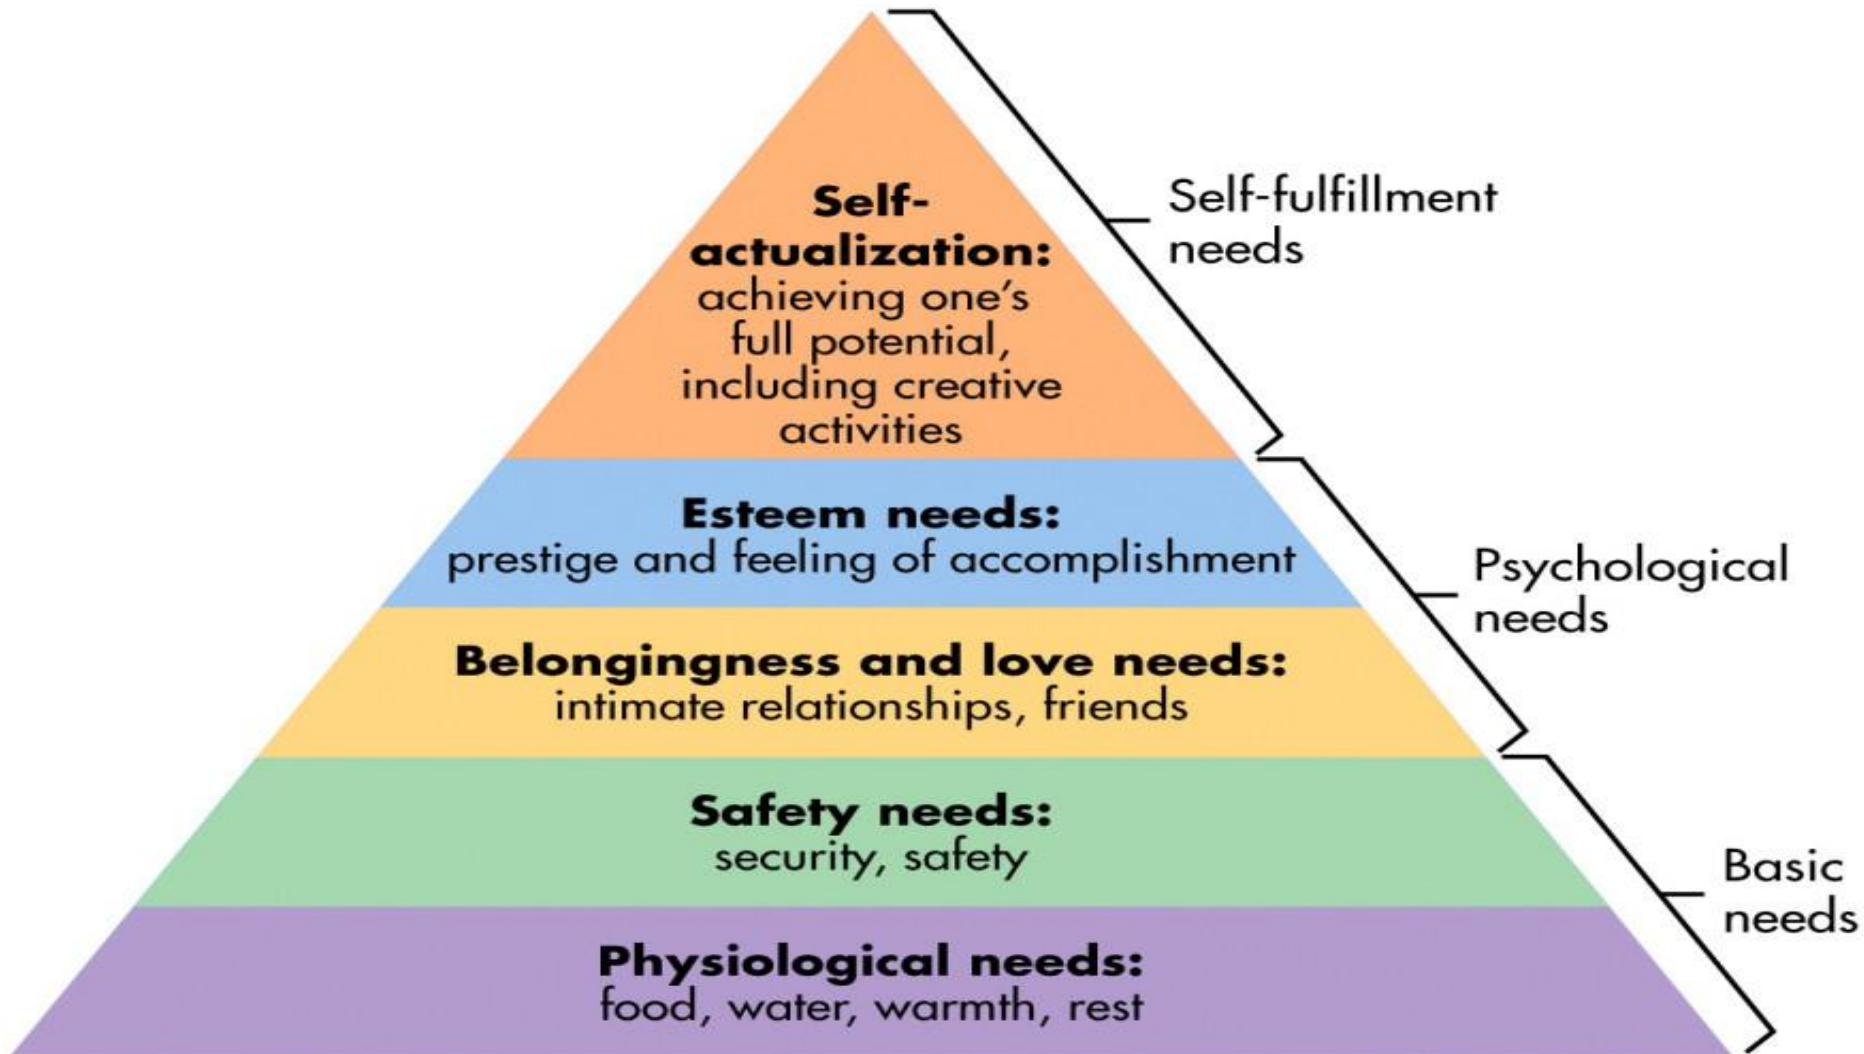 Self-
actualization:
achieving one's
full potential,
including creative
activities
Self-fulfillment
needs
Esteem needs:
prestige and feeling of accomplishment
Psychological
needs
Belongingness and love needs:
intimate relationships, friends
Safety needs:
security, safety
Basic
needs
Physiological needs:
food, water, warmth, rest